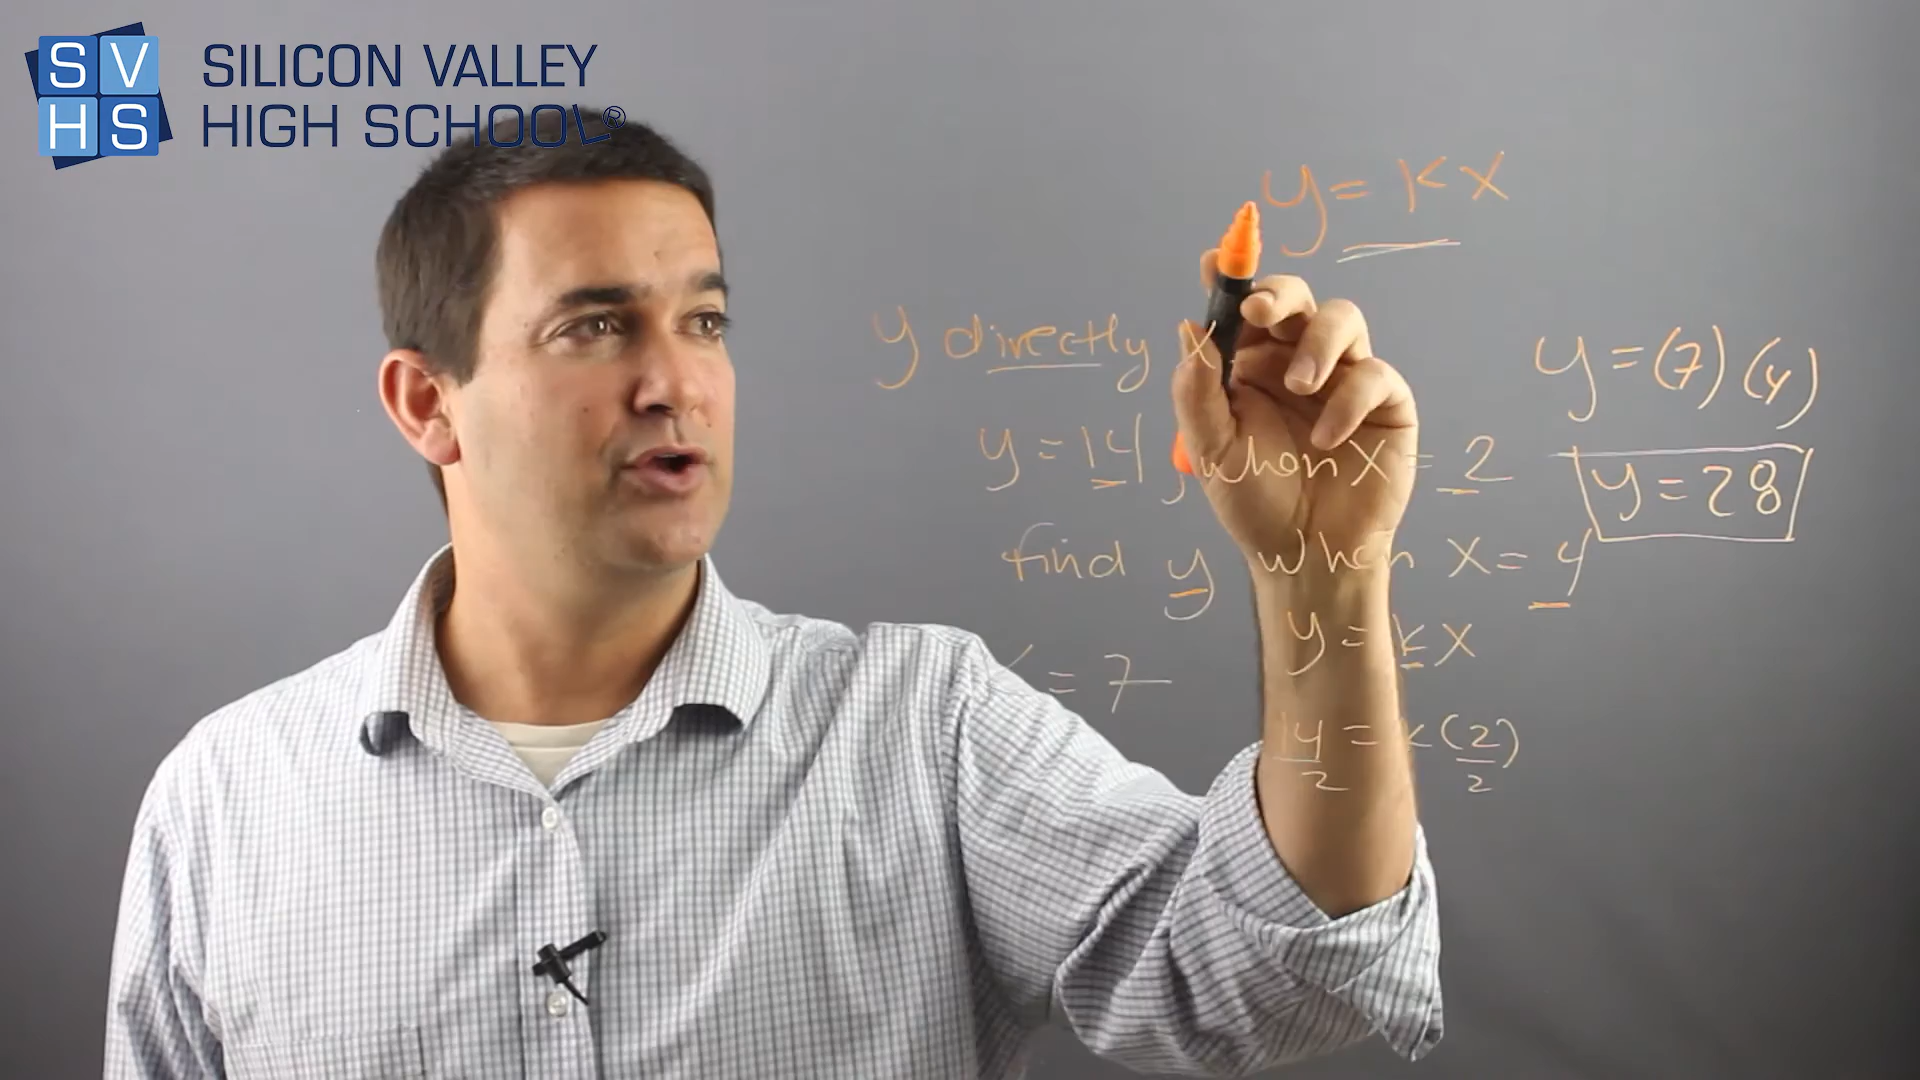 SV
HS
SILICON VALLEY
HIGH SCHOOL®
y = kx
y directly x
y = 14, when x = 2
find y when x = 4
y = kx
k = 7
14 = k(2)
2 2
y = (7)(4)
y = 28